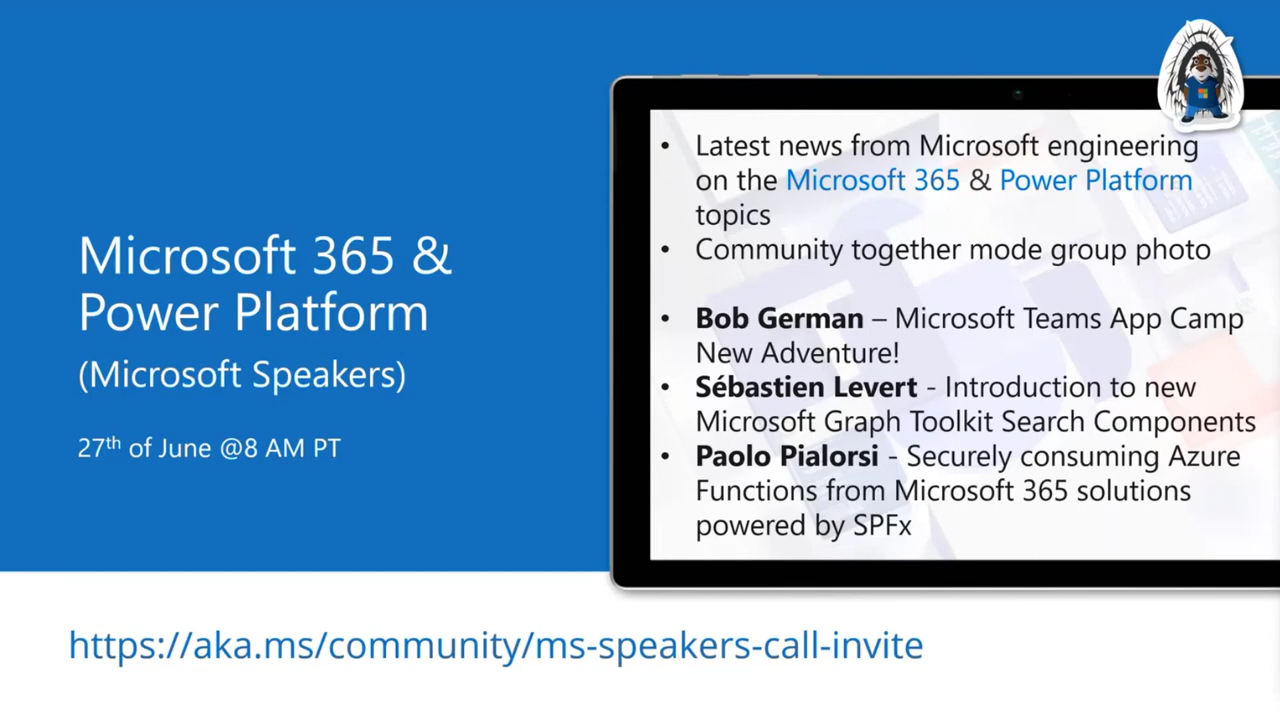 Microsoft 365 &
Power Platform
(Microsoft Speakers)
27th of June @8 AM PT
• Latest news from Microsoft engineering
on the Microsoft 365 & Power Platform
topics
• Community together mode group photo
• Bob German – Microsoft Teams App Camp
New Adventure!
• Sébastien Levert - Introduction to new
Microsoft Graph Toolkit Search Components
• Paolo Pialorsi - Securely consuming Azure
Functions from Microsoft 365 solutions
powered by SPFx
https://aka.ms/community/ms-speakers-call-invite